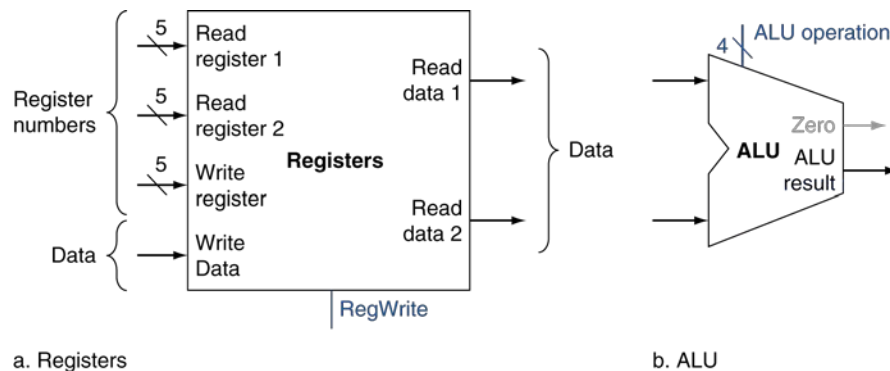 5
Read
register 1
5
Read
register 2
5
Write
register
Write
Data
Register
numbers
Data
Registers
Read
data 1
Read
data 2
Data
RegWrite
a. Registers
4
ALU operation
Zero
ALU
ALU
result
b. ALU